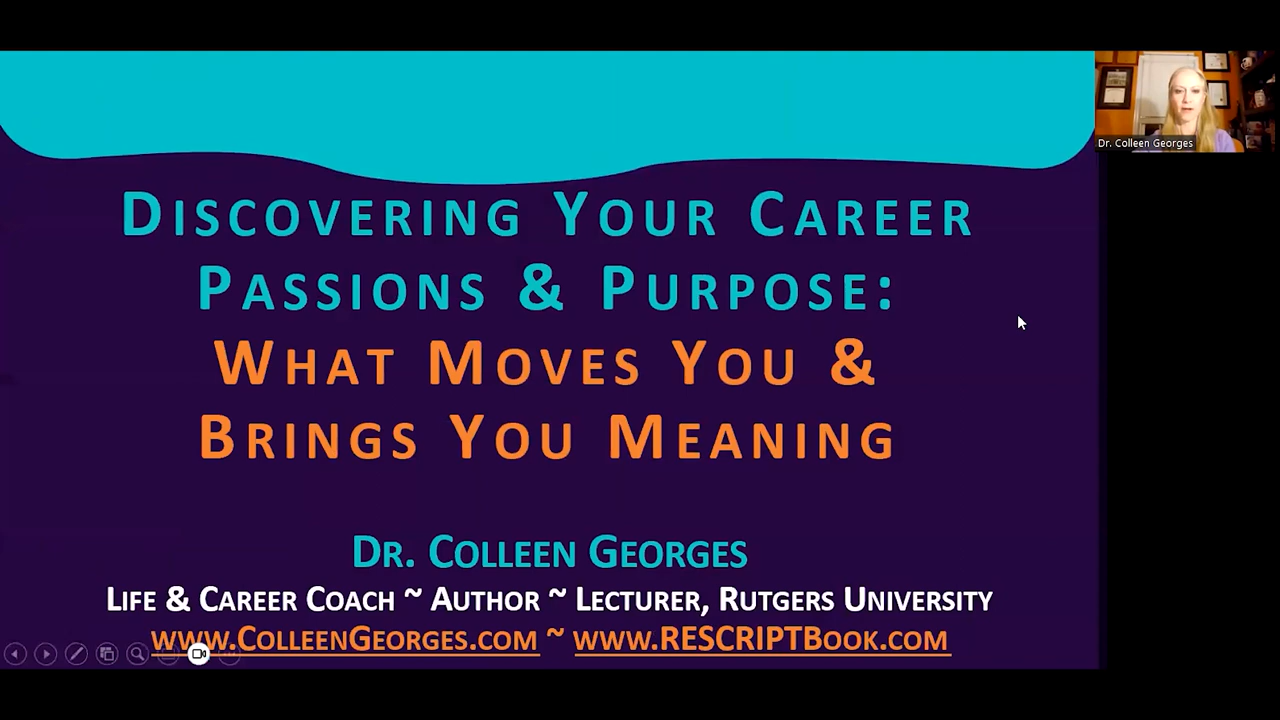 Discovering Your Career
Passions & Purpose:
What Moves You &
Brings You Meaning
Dr. Colleen Georges
Life & Career Coach ~ Author ~ Lecturer, Rutgers University
www.ColleenGeorges.com ~ www.RESCRIPTBook.com
Dr. Colleen Georges